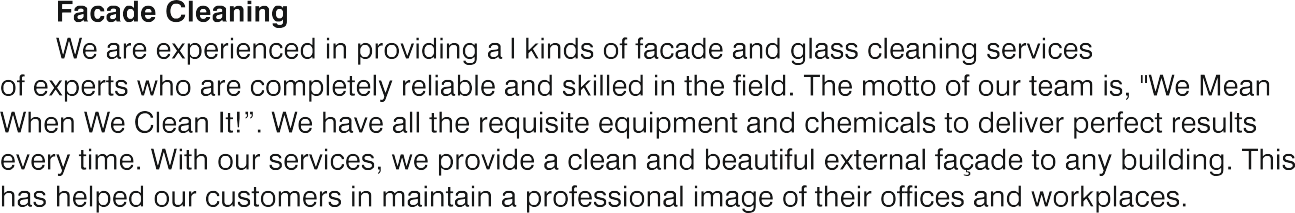 Facade Cleaning
We are experienced in providing a l kinds of facade and glass cleaning services
of experts who are completely reliable and skilled in the field. The motto of our team is, "We Mean
When We Clean It!”. We have all the requisite equipment and chemicals to deliver perfect results
every time. With our services, we provide a clean and beautiful external façade to any building. This
has helped our customers in maintain a professional image of their offices and workplaces.